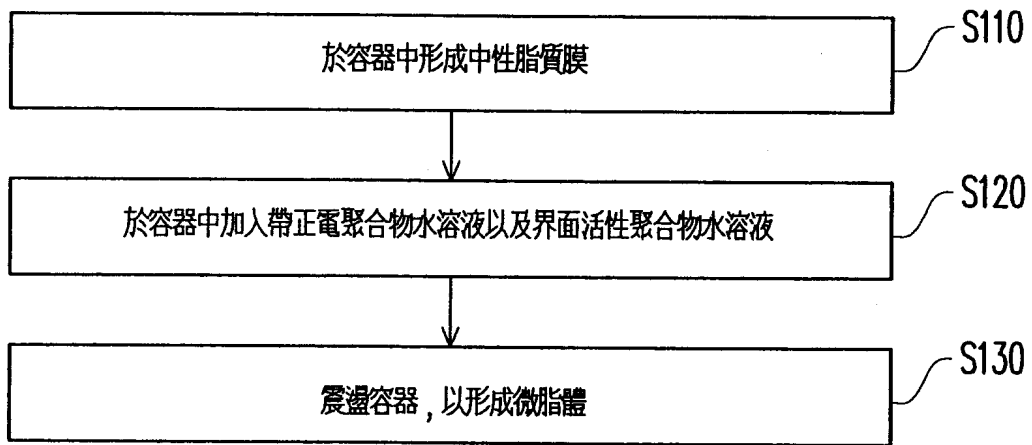 S110
於容器中形成中性脂質膜
S120
於容器中加入帶正電聚合物水溶液以及界面活性聚合物水溶液
S130
震盪容器，以形成微脂體